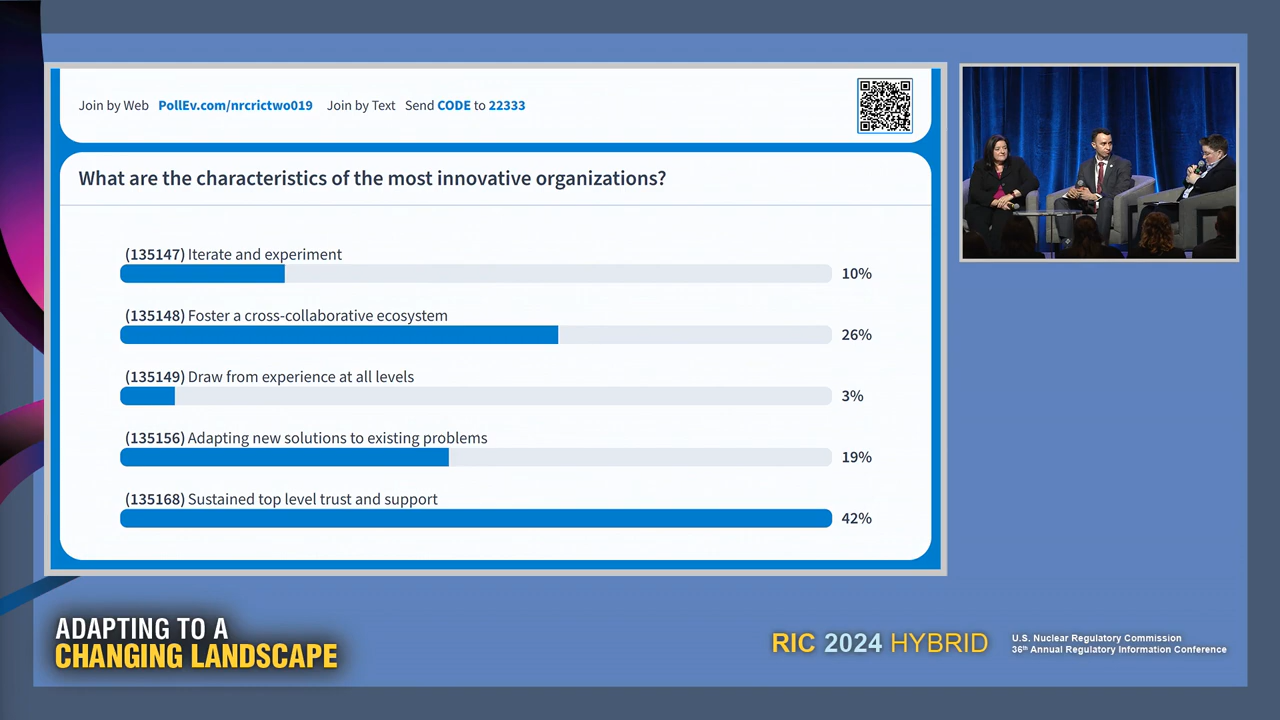 Join by Web PollEv.com/nrcrictwo019 Join by Text Send CODE to 22333
What are the characteristics of the most innovative organizations?
(135147) Iterate and experiment
10%
(135148) Foster a cross-collaborative ecosystem
26%
(135149) Draw from experience at all levels
3%
(135156) Adapting new solutions to existing problems
19%
(135168) Sustained top level trust and support
42%
ADAPTING TO A
CHANGING LANDSCAPE
RIC 2024 HYBRID
U.S. Nuclear Regulatory Commission
36th Annual Regulatory Information Conference